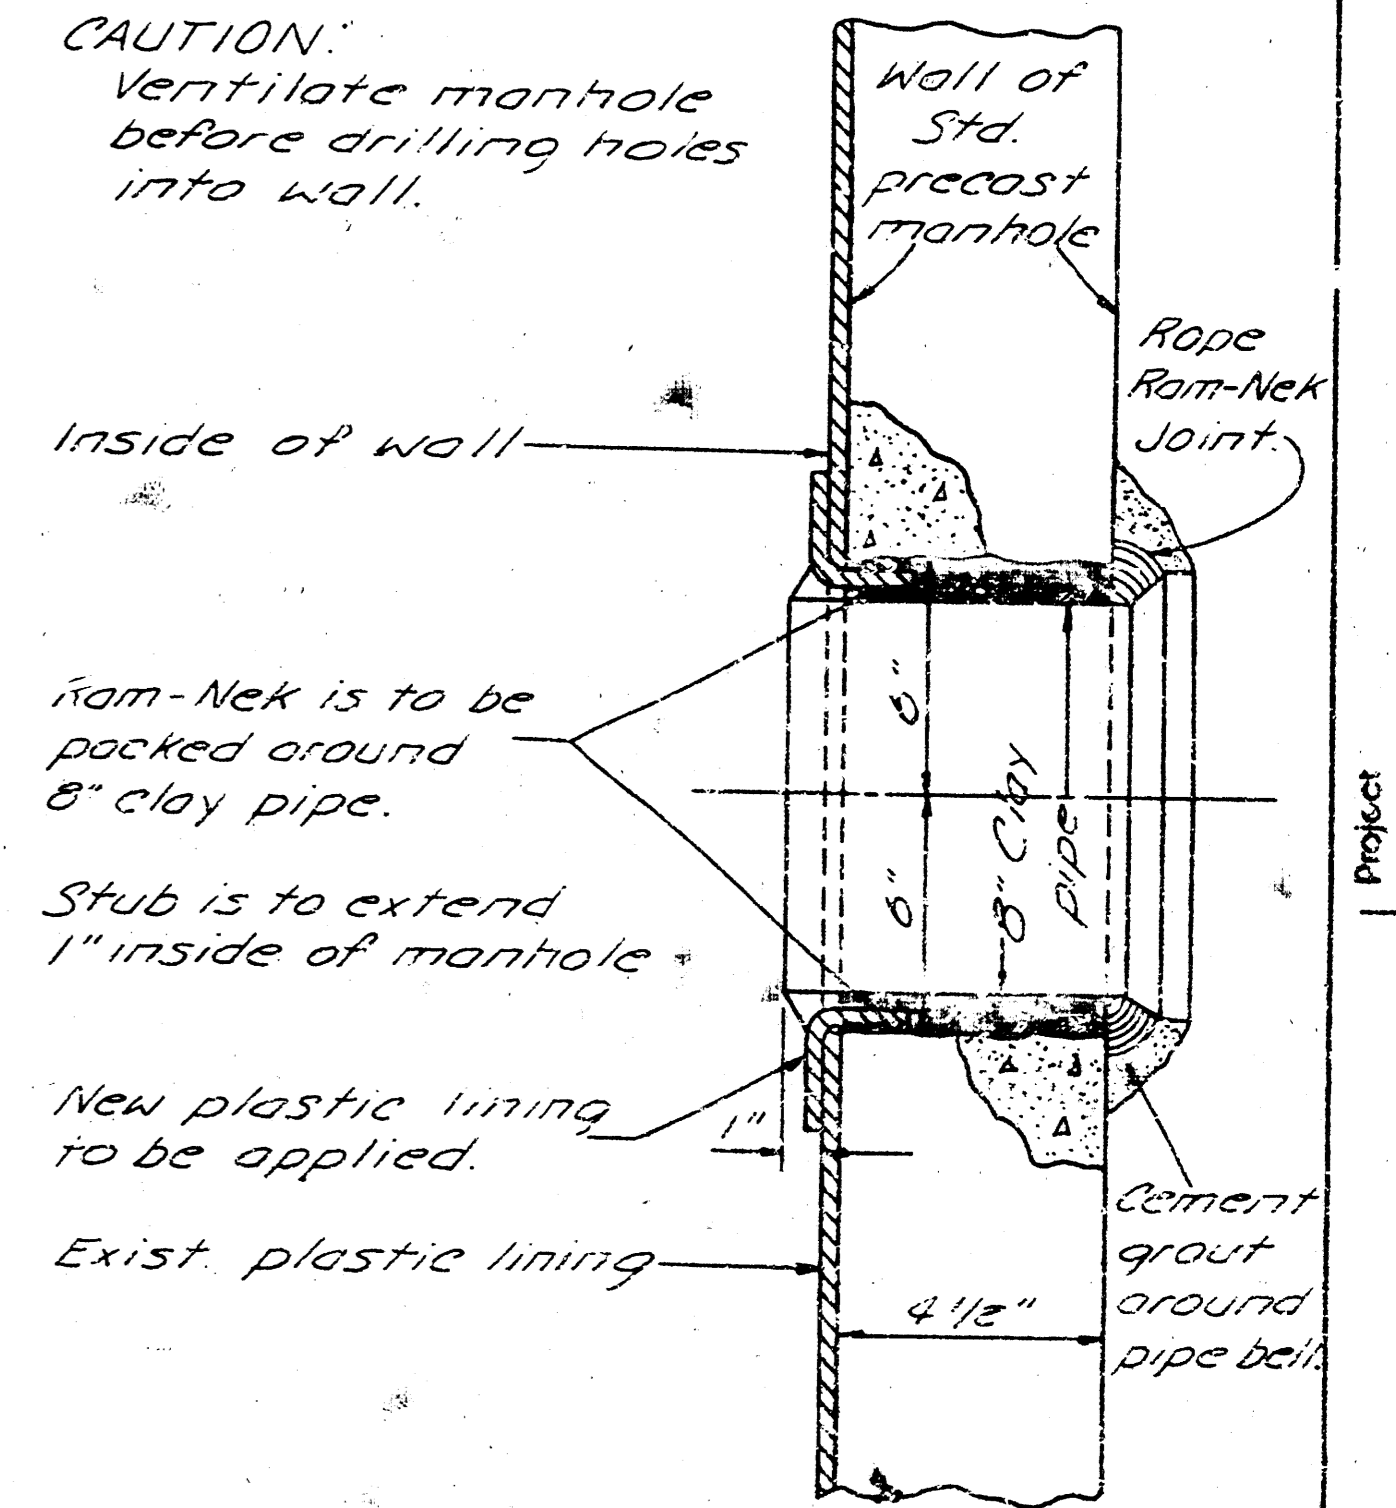 CAUTION:
Ventilate manhole
before drilling holes
into wall.
Wall of
Std.
precast
manhole
Rope
Ram-Nek
Joint.
Inside of wall
Ram-Nek is to be
packed around
8" clay pipe.
8" Clay
pipe
Stub is to extend
1" inside of manhole
New plastic lining
to be applied.
1"
Exist. plastic lining
4 1/2"
Cement
grout
around
pipe bell.
Project